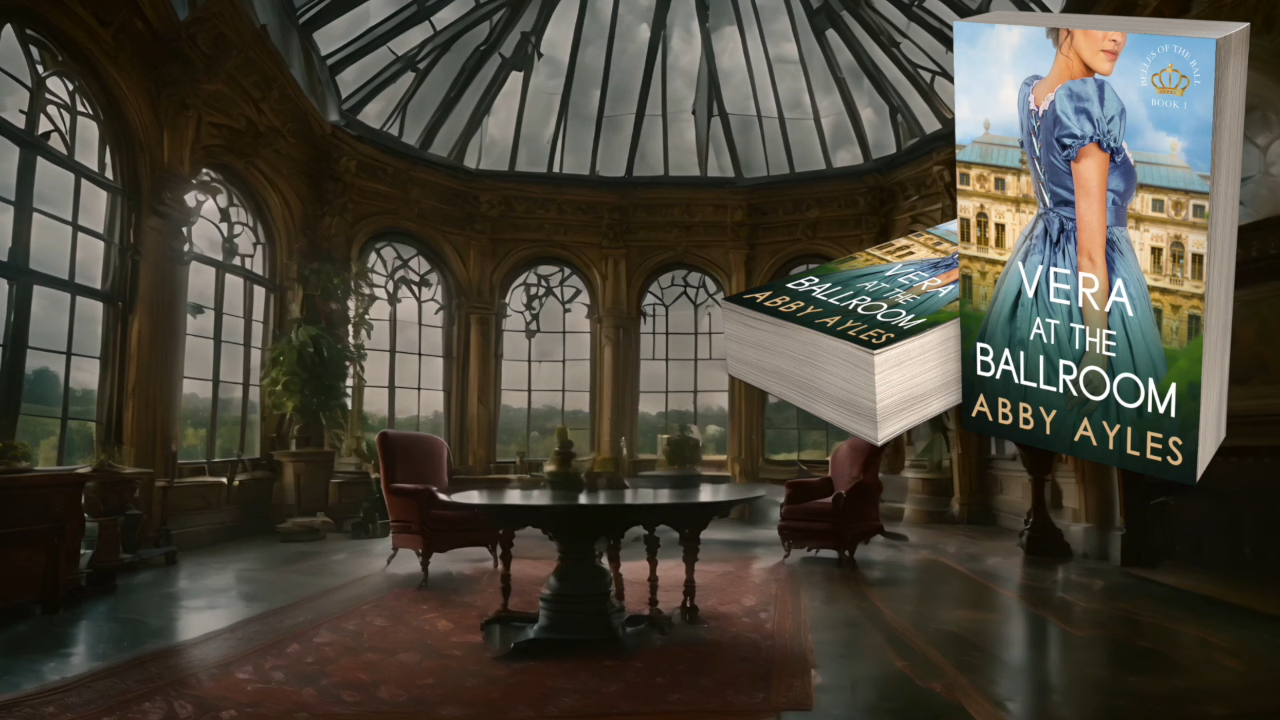 BELLES OF THE BALL
BOOK 1
VERA
AT THE
BALLROOM
ABBY AYLES
VERA
AT THE
BALLROOM
ABBY AYLES